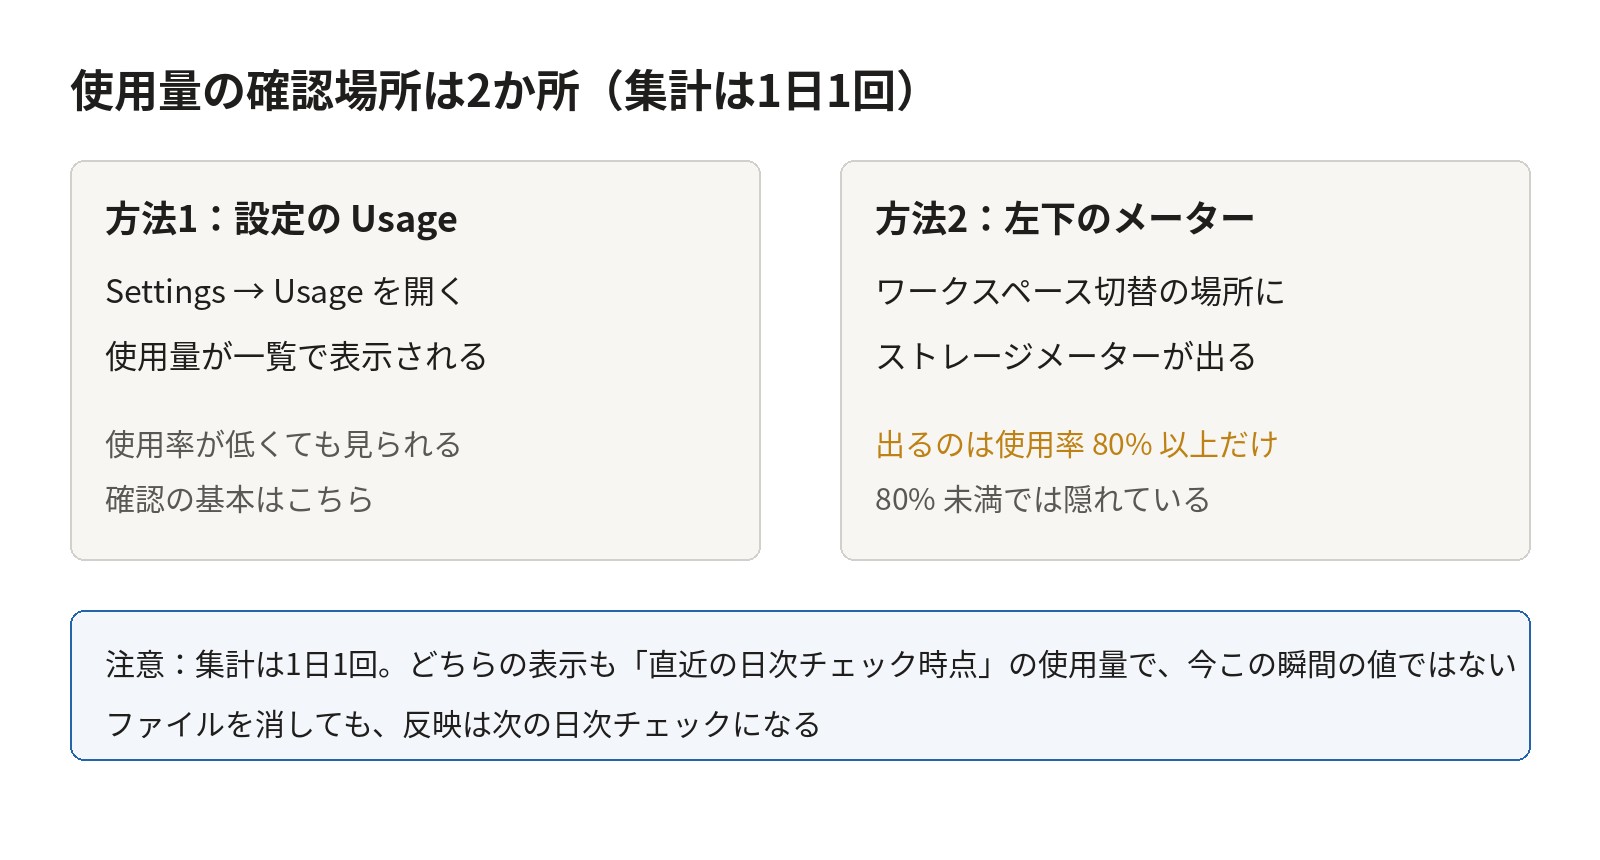 使用量の確認場所は2か所（集計は1日1回）
方法1：設定の Usage
Settings → Usage を開く
使用量が一覧で表示される
使用率が低くても見られる
確認の基本はこちら
方法2：左下のメーター
ワークスペース切替の場所に
ストレージメーターが出る
出るのは使用率 80% 以上だけ
80% 未満では隠れている
注意：集計は1日1回。どちらの表示も「直近の日次チェック時点」の使用量で、今この瞬間の値ではない
ファイルを消しても、反映は次の日次チェックになる